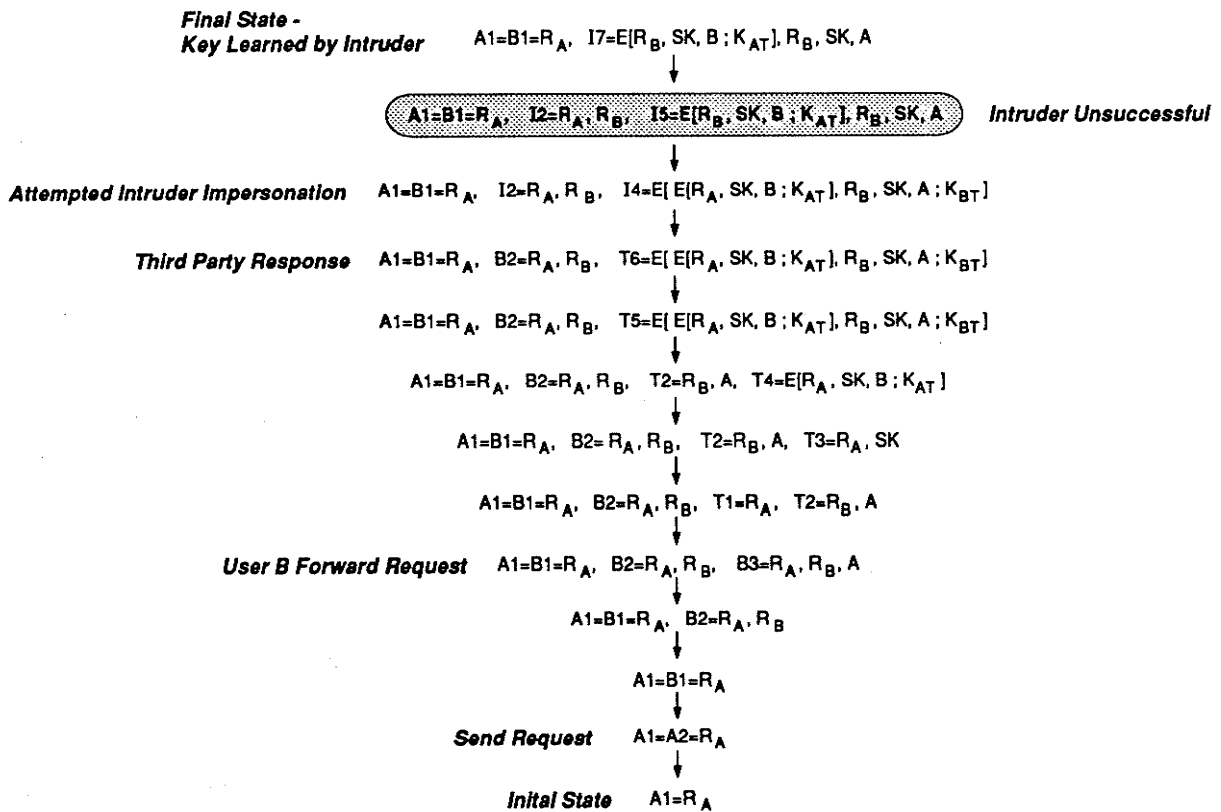 Final State -
Key Learned by Intruder A1=B1=R_A, I7=E[R_B, SK, B ; K_AT], R_B, SK, A
A1=B1=R_A, I2=R_A, R_B, I5=E[R_B, SK, B ; K_AT], R_B, SK, A Intruder Unsuccessful
Attempted Intruder Impersonation A1=B1=R_A, I2=R_A, R_B, I4=E[ E[R_A, SK, B ; K_AT], R_B, SK, A ; K_BT]
Third Party Response A1=B1=R_A, B2=R_A, R_B, T6=E[ E[R_A, SK, B ; K_AT], R_B, SK, A ; K_BT]
A1=B1=R_A, B2=R_A, R_B, T5=E[ E[R_A, SK, B ; K_AT], R_B, SK, A ; K_BT]
A1=B1=R_A, B2=R_A, R_B, T2=R_B, A, T4=E[R_A, SK, B ; K_AT]
A1=B1=R_A, B2= R_A, R_B, T2=R_B, A, T3=R_A, SK
A1=B1=R_A, B2=R_A, R_B, T1=R_A, T2=R_B, A
User B Forward Request A1=B1=R_A, B2=R_A, R_B, B3=R_A, R_B, A
A1=B1=R_A, B2=R_A, R_B
A1=B1=R_A
Send Request A1=A2=R_A
Inital State A1=R_A